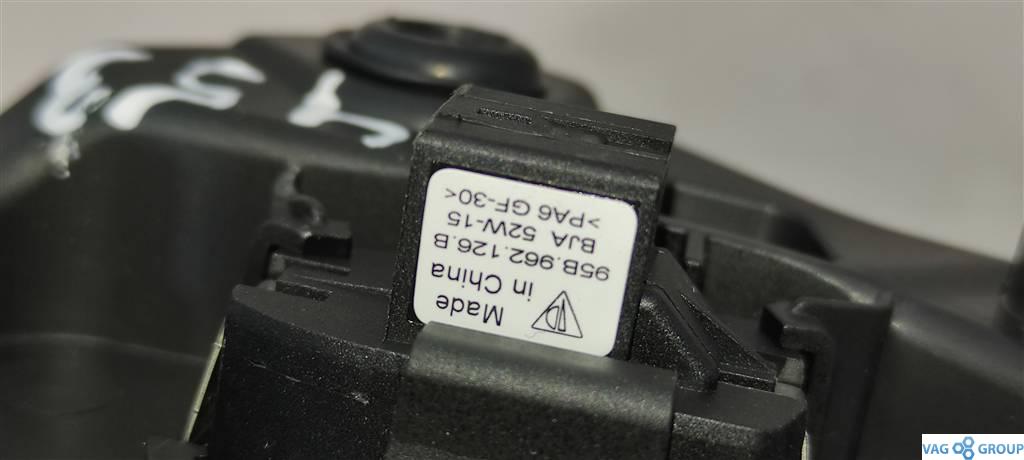 Made
in China
95B.962.126.B
BJA 52W-15
>PA6 GF-30<
VAG GROUP